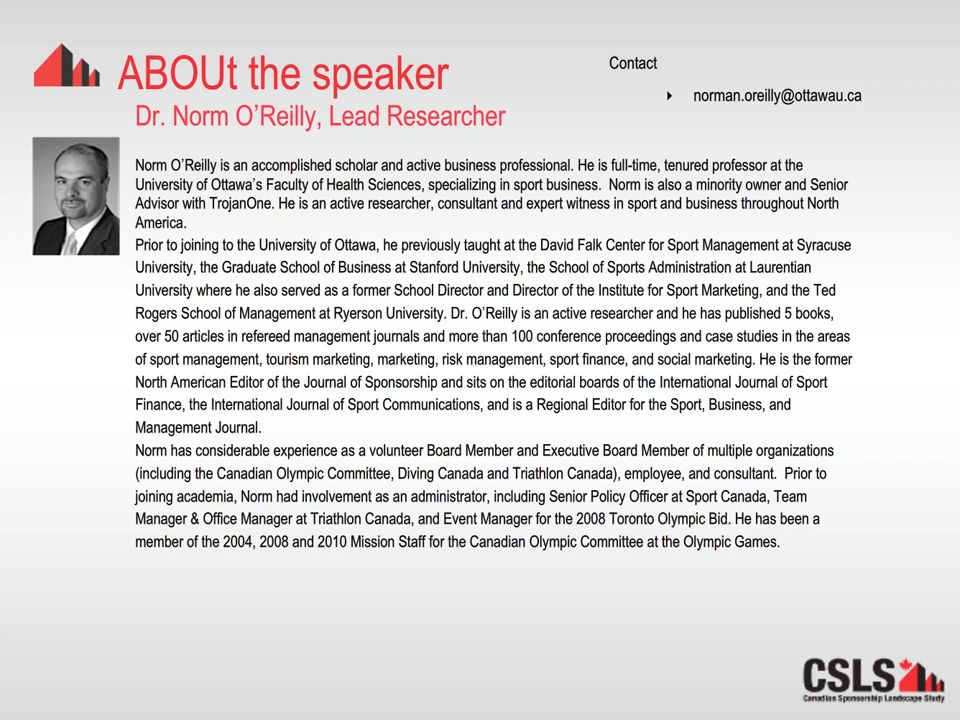 ABOUt the speaker
Dr. Norm O'Reilly, Lead Researcher
Contact
norman.oreilly@ottawau.ca
Norm O'Reilly is an accomplished scholar and active business professional. He is full-time, tenured professor at the
University of Ottawa's Faculty of Health Sciences, specializing in sport business.  Norm is also a minority owner and Senior
Advisor with TrojanOne. He is an active researcher, consultant and expert witness in sport and business throughout North
America.
Prior to joining to the University of Ottawa, he previously taught at the David Falk Center for Sport Management at Syracuse
University, the Graduate School of Business at Stanford University, the School of Sports Administration at Laurentian
University where he also served as a former School Director and Director of the Institute for Sport Marketing, and the Ted
Rogers School of Management at Ryerson University. Dr. O'Reilly is an active researcher and he has published 5 books,
over 50 articles in refereed management journals and more than 100 conference proceedings and case studies in the areas
of sport management, tourism marketing, marketing, risk management, sport finance, and social marketing. He is the former
North American Editor of the Journal of Sponsorship and sits on the editorial boards of the International Journal of Sport
Finance, the International Journal of Sport Communications, and is a Regional Editor for the Sport, Business, and
Management Journal.
Norm has considerable experience as a volunteer Board Member and Executive Board Member of multiple organizations
(including the Canadian Olympic Committee, Diving Canada and Triathlon Canada), employee, and consultant.  Prior to
joining academia, Norm had involvement as an administrator, including Senior Policy Officer at Sport Canada, Team
Manager & Office Manager at Triathlon Canada, and Event Manager for the 2008 Toronto Olympic Bid. He has been a
member of the 2004, 2008 and 2010 Mission Staff for the Canadian Olympic Committee at the Olympic Games.
CSLS
Canadian Sponsorship Landscape Study